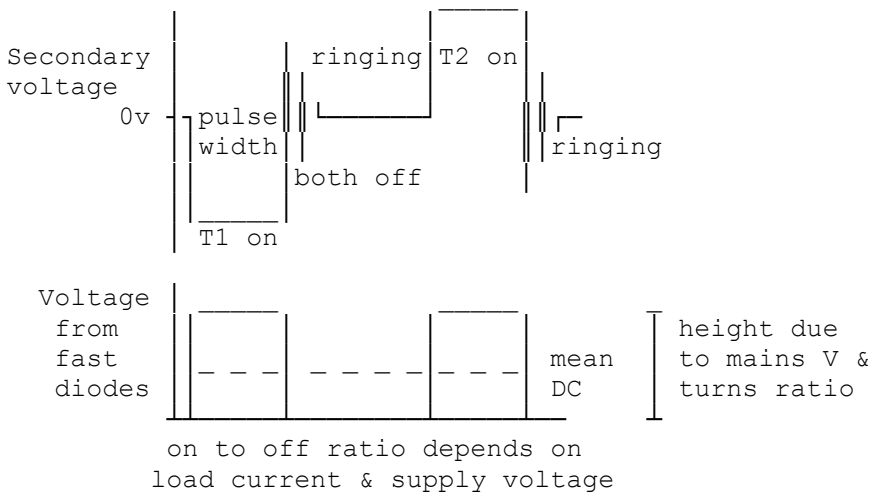 Secondary ringing T2 on
voltage
0v pulse
width ringing
both off
T1 on
Voltage
from height due
fast mean to mains V &
diodes DC turns ratio
on to off ratio depends on
load current & supply voltage